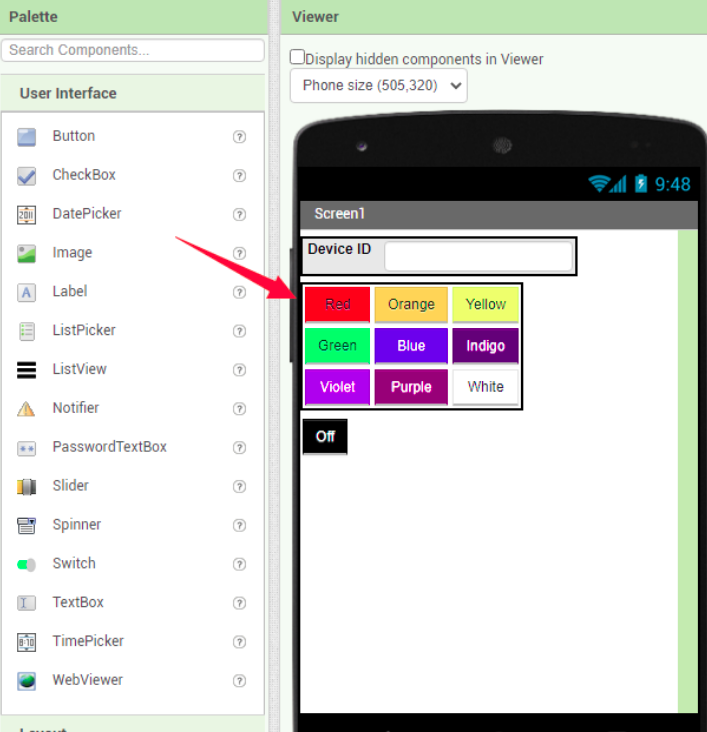 Palette
Search Components...
User Interface
Button
CheckBox
DatePicker
Image
Label
ListPicker
ListView
Notifier
PasswordTextBox
Slider
Spinner
Switch
TextBox
TimePicker
WebViewer
Layout
Viewer
Display hidden components in Viewer
Phone size (505,320)
9:48
Screen1
Device ID
Red Orange Yellow
Green Blue Indigo
Violet Purple White
Off